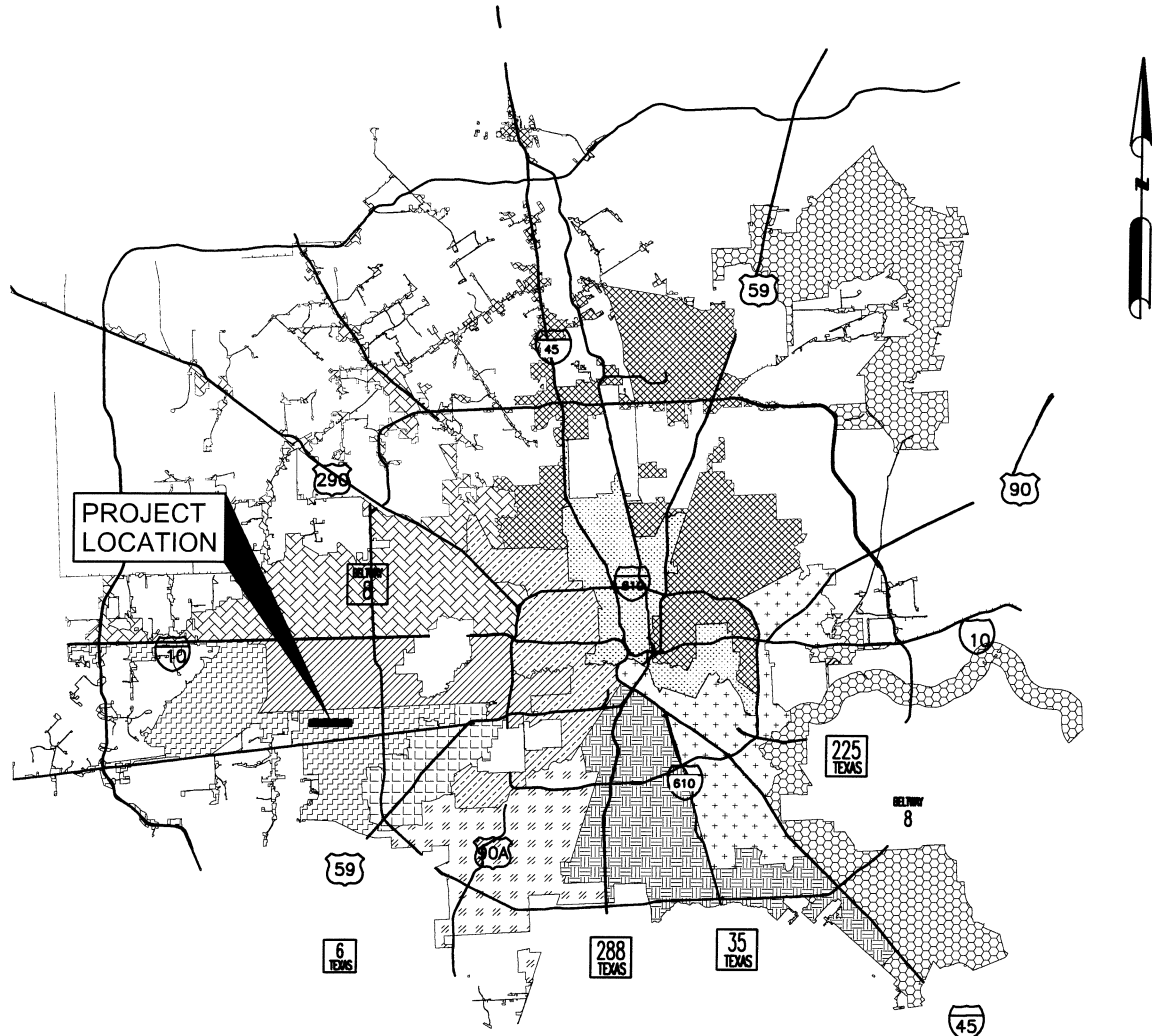 N
59
45
90
290
PROJECT
LOCATION
BELTWAY
8
610
10
10
225
TEXAS
610
BELTWAY
8
90A
59
6
TEXAS
288
TEXAS
35
TEXAS
45